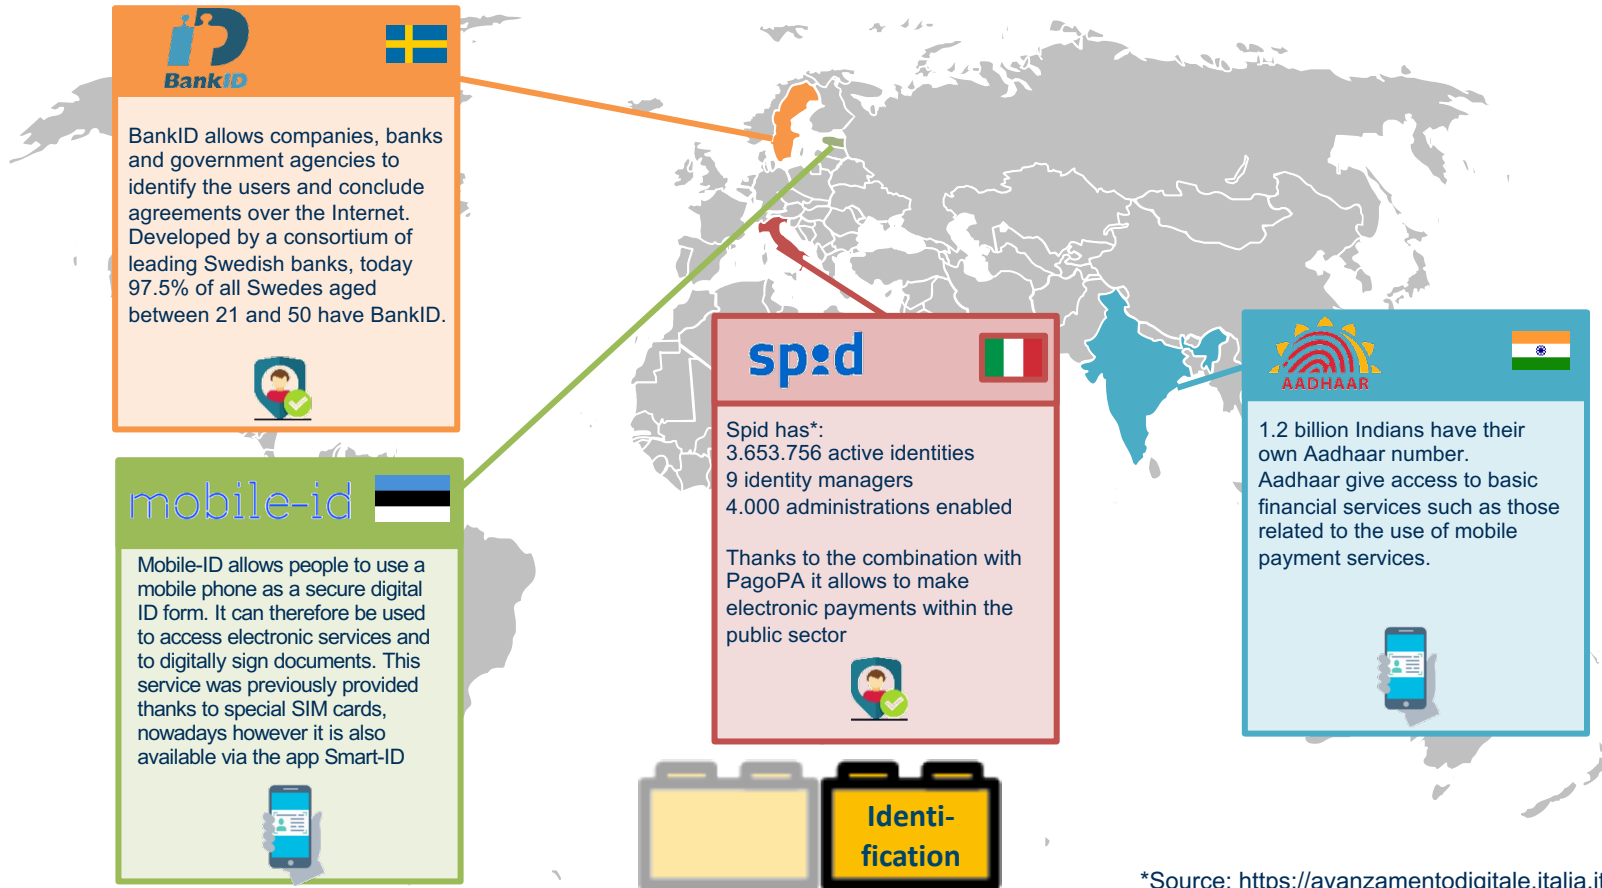 BankID
BankID allows companies, banks
and government agencies to
identify the users and conclude
agreements over the Internet.
Developed by a consortium of
leading Swedish banks, today
97.5% of all Swedes aged
between 21 and 50 have BankID.
mobile-id
Mobile-ID allows people to use a
mobile phone as a secure digital
ID form. It can therefore be used
to access electronic services and
to digitally sign documents. This
service was previously provided
thanks to special SIM cards,
nowadays however it is also
available via the app Smart-ID
spid
Spid has*:
3.653.756 active identities
9 identity managers
4.000 administrations enabled
Thanks to the combination with
PagoPA it allows to make
electronic payments within the
public sector
AADHAAR
1.2 billion Indians have their
own Aadhaar number.
Aadhaar give access to basic
financial services such as those
related to the use of mobile
payment services.
Identi-
fication
*Source: https://avanzamentodigitale.italia.it